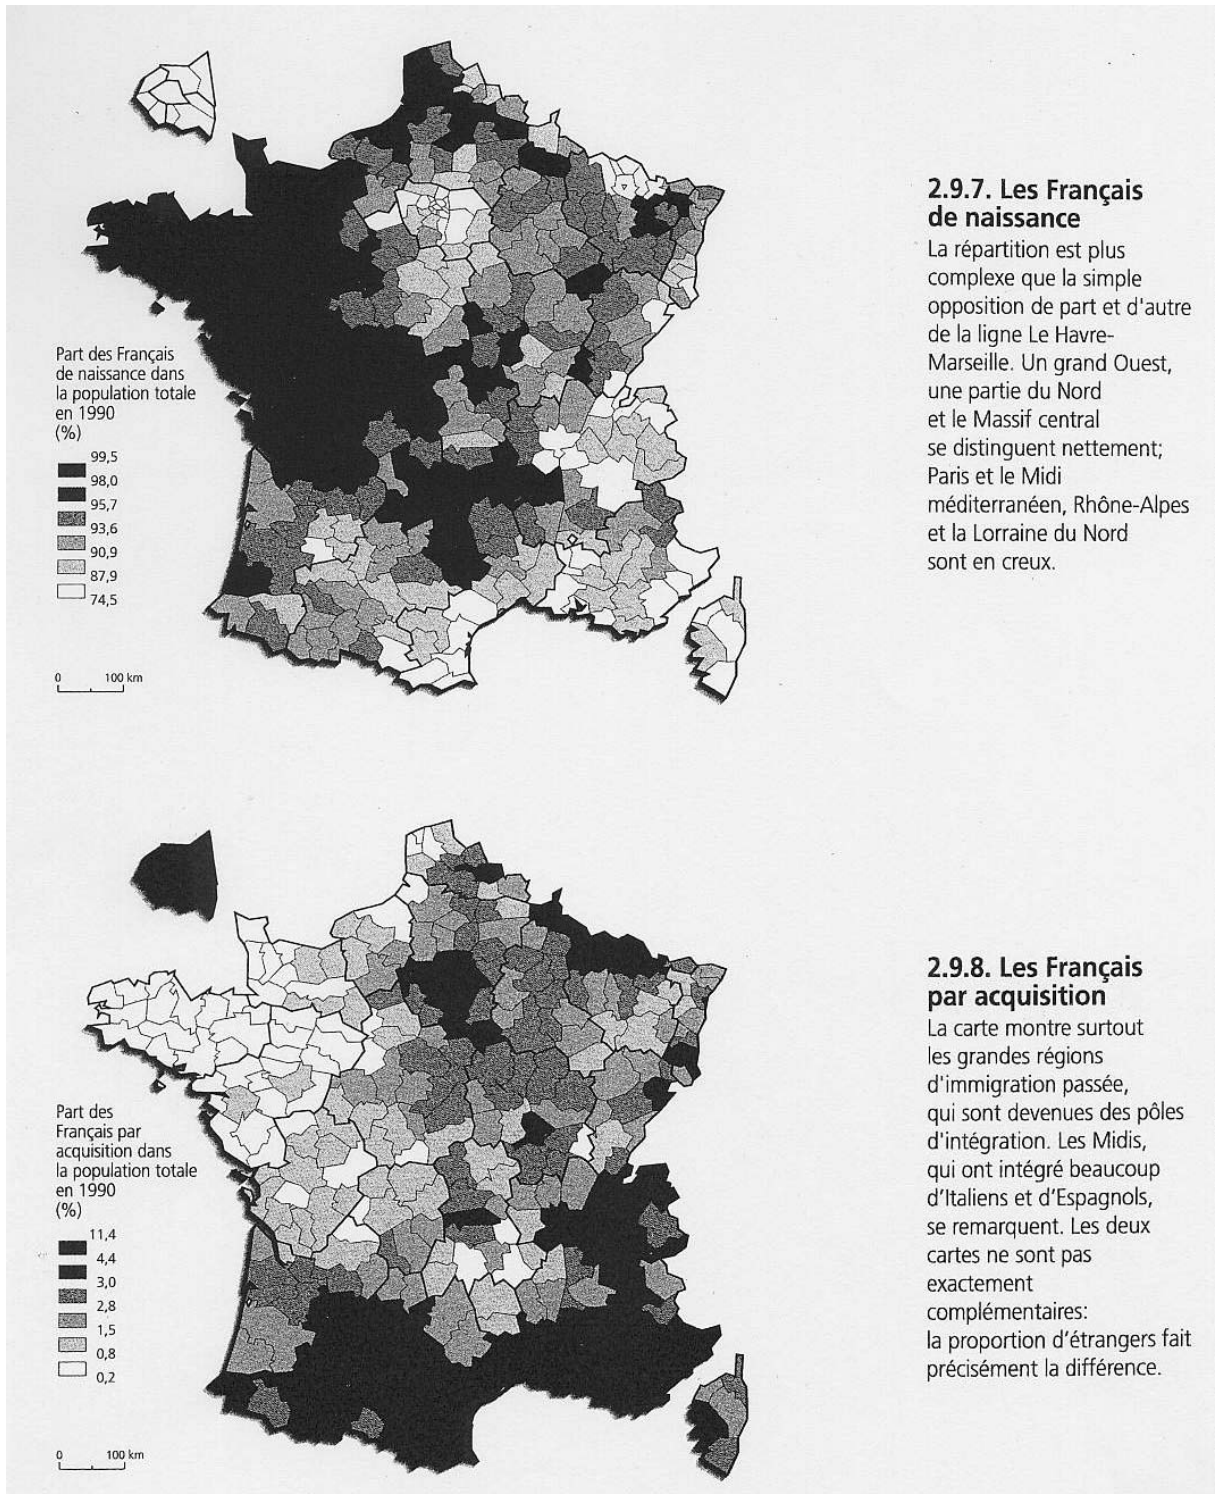 2.9.7. Les Français
de naissance
La répartition est plus
complexe que la simple
opposition de part et d'autre
de la ligne Le Havre-
Marseille. Un grand Ouest,
une partie du Nord
et le Massif central
se distinguent nettement;
Paris et le Midi
méditerranéen, Rhône-Alpes
et la Lorraine du Nord
sont en creux.
Part des Français
de naissance dans
la population totale
en 1990
(%)
99,5
98,0
95,7
93,6
90,9
87,9
74,5
0 100 km
2.9.8. Les Français
par acquisition
La carte montre surtout
les grandes régions
d'immigration passée,
qui sont devenues des pôles
d'intégration. Les Midis,
qui ont intégré beaucoup
d'Italiens et d'Espagnols,
se remarquent. Les deux
cartes ne sont pas
exactement
complémentaires:
la proportion d'étrangers fait
précisément la différence.
Part des
Français par
acquisition dans
la population totale
en 1990
(%)
11,4
4,4
3,0
2,8
1,5
0,8
0,2
0 100 km